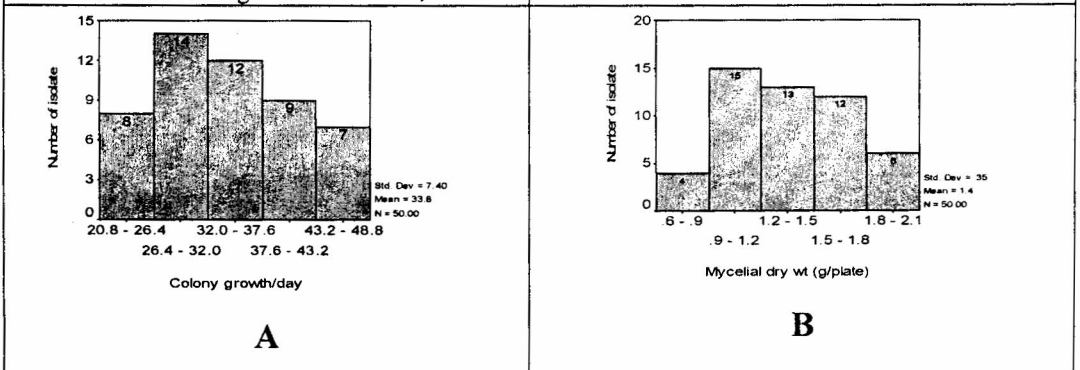 15
12
9
6
3
0
Number of isolate
8
14
12
9
7
Std. Dev = 7.40
Mean = 33.8
N = 50.00
20.8 - 26.4
32.0 - 37.6
43.2 - 48.8
26.4 - 32.0
37.6 - 43.2
Colony growth/day
A
20
15
10
5
0
Number of isolate
4
15
13
12
6
Std. Dev = .35
Mean = 1.4
N = 50.00
.6 - .9
1.2 - 1.5
1.8 - 2.1
.9 - 1.2
1.5 - 1.8
Mycelial dry wt (g/plate)
B